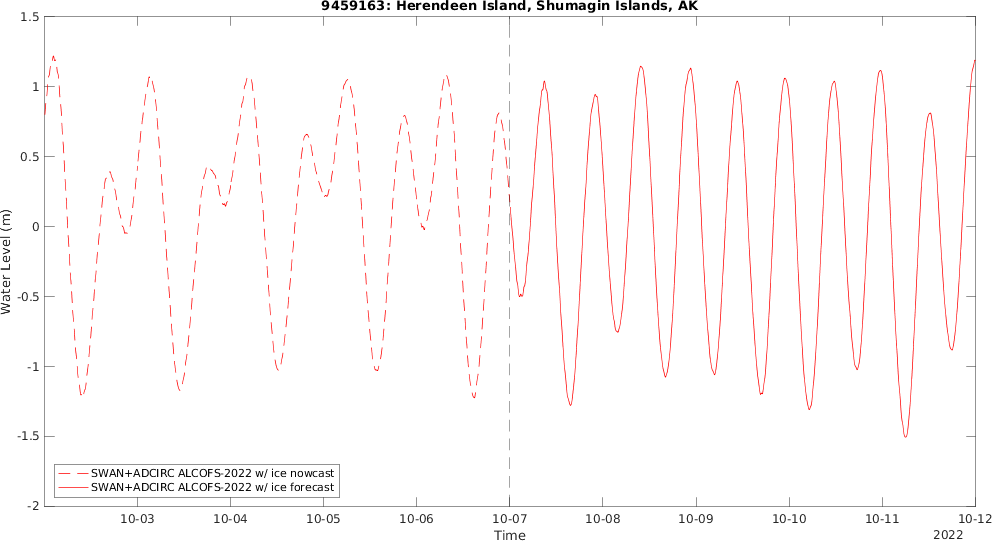 9459163: Herendeen Island, Shumagin Islands, AK
1.5
1
0.5
0
-0.5
-1
-1.5
-2
Water Level (m)
SWAN+ADCIRC ALCOFS-2022 w/ ice nowcast
SWAN+ADCIRC ALCOFS-2022 w/ ice forecast
10-03 10-04 10-05 10-06 10-07 10-08 10-09 10-10 10-11 10-12
Time
2022